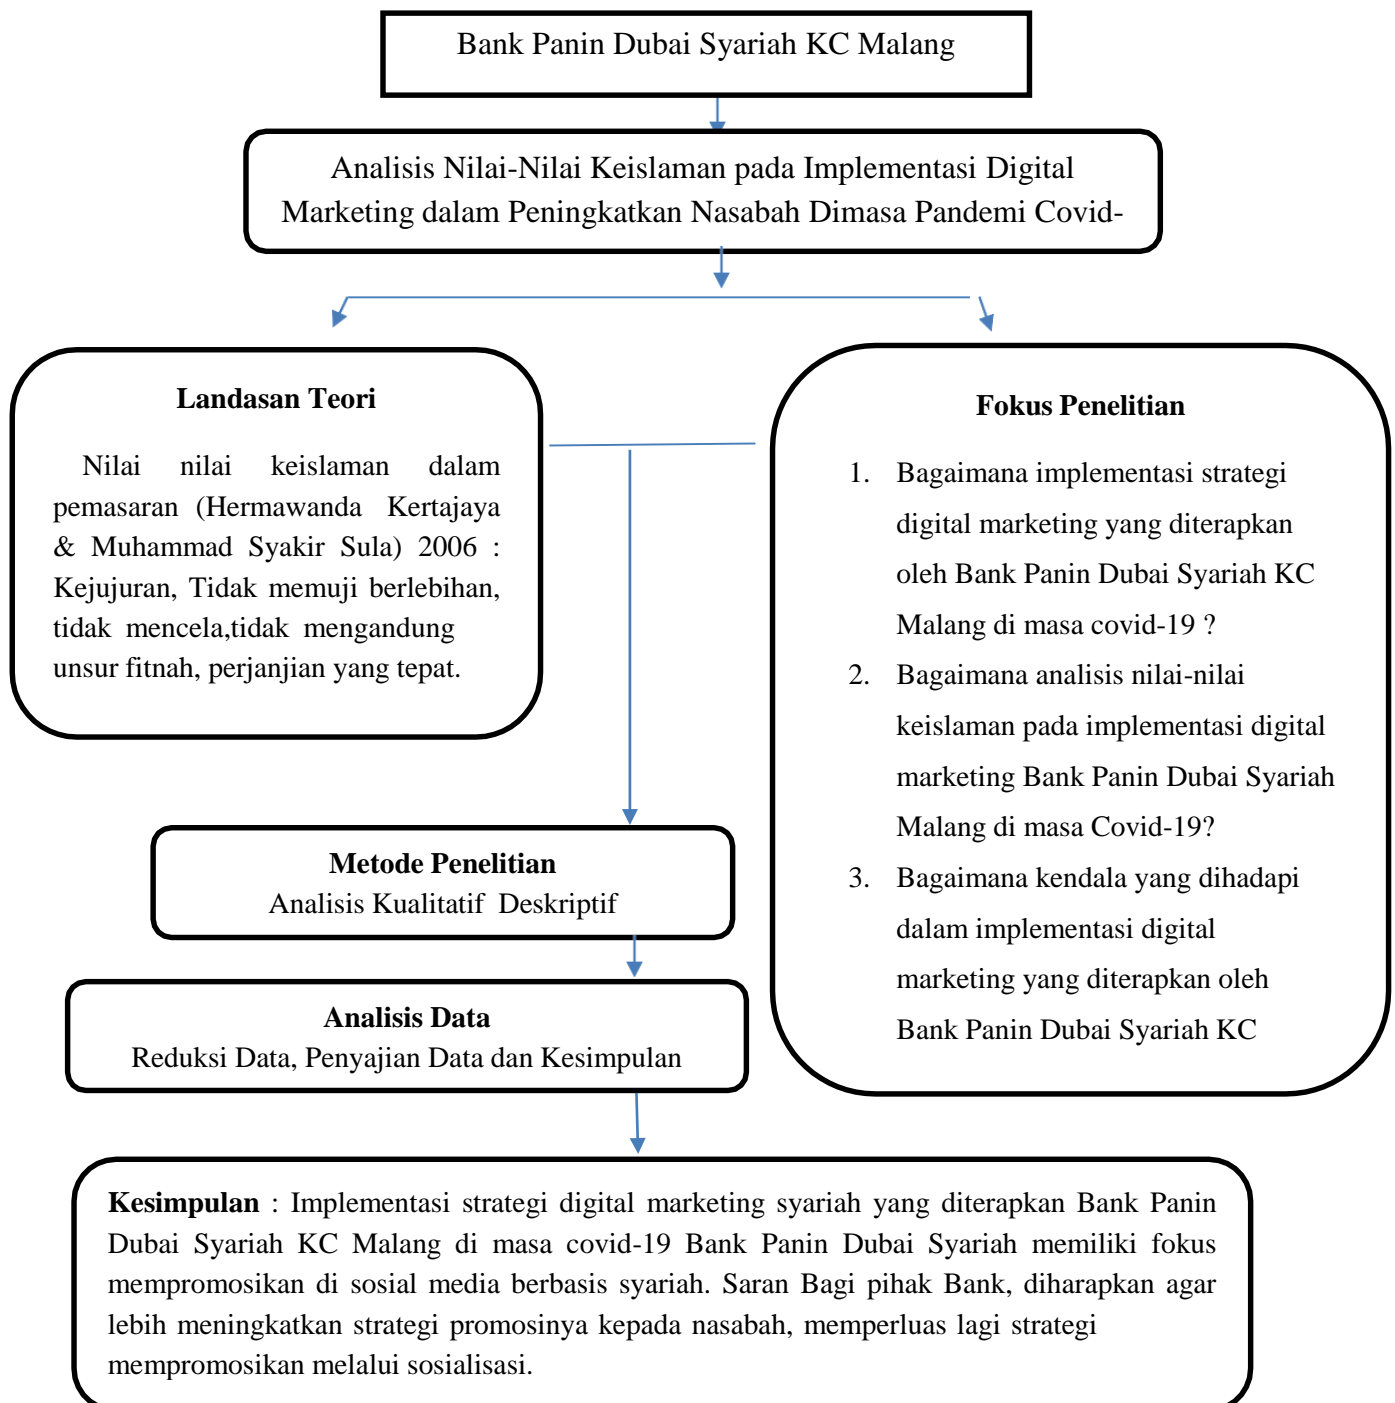 Bank Panin Dubai Syariah KC Malang
Analisis Nilai-Nilai Keislaman pada Implementasi Digital
Marketing dalam Peningkatkan Nasabah Dimasa Pandemi Covid-
Landasan Teori
Nilai nilai keislaman dalam
pemasaran (Hermawanda Kertajaya
& Muhammad Syakir Sula) 2006 :
Kejujuran, Tidak memuji berlebihan,
tidak mencela,tidak mengandung
unsur fitnah, perjanjian yang tepat.
Fokus Penelitian
1. Bagaimana implementasi strategi
digital marketing yang diterapkan
oleh Bank Panin Dubai Syariah KC
Malang di masa covid-19 ?
2. Bagaimana analisis nilai-nilai
keislaman pada implementasi digital
marketing Bank Panin Dubai Syariah
Malang di masa Covid-19?
3. Bagaimana kendala yang dihadapi
dalam implementasi digital
marketing yang diterapkan oleh
Bank Panin Dubai Syariah KC
Metode Penelitian
Analisis Kualitatif Deskriptif
Analisis Data
Reduksi Data, Penyajian Data dan Kesimpulan
Kesimpulan : Implementasi strategi digital marketing syariah yang diterapkan Bank Panin
Dubai Syariah KC Malang di masa covid-19 Bank Panin Dubai Syariah memiliki fokus
mempromosikan di sosial media berbasis syariah. Saran Bagi pihak Bank, diharapkan agar
lebih meningkatkan strategi promosinya kepada nasabah, memperluas lagi strategi
mempromosikan melalui sosialisasi.